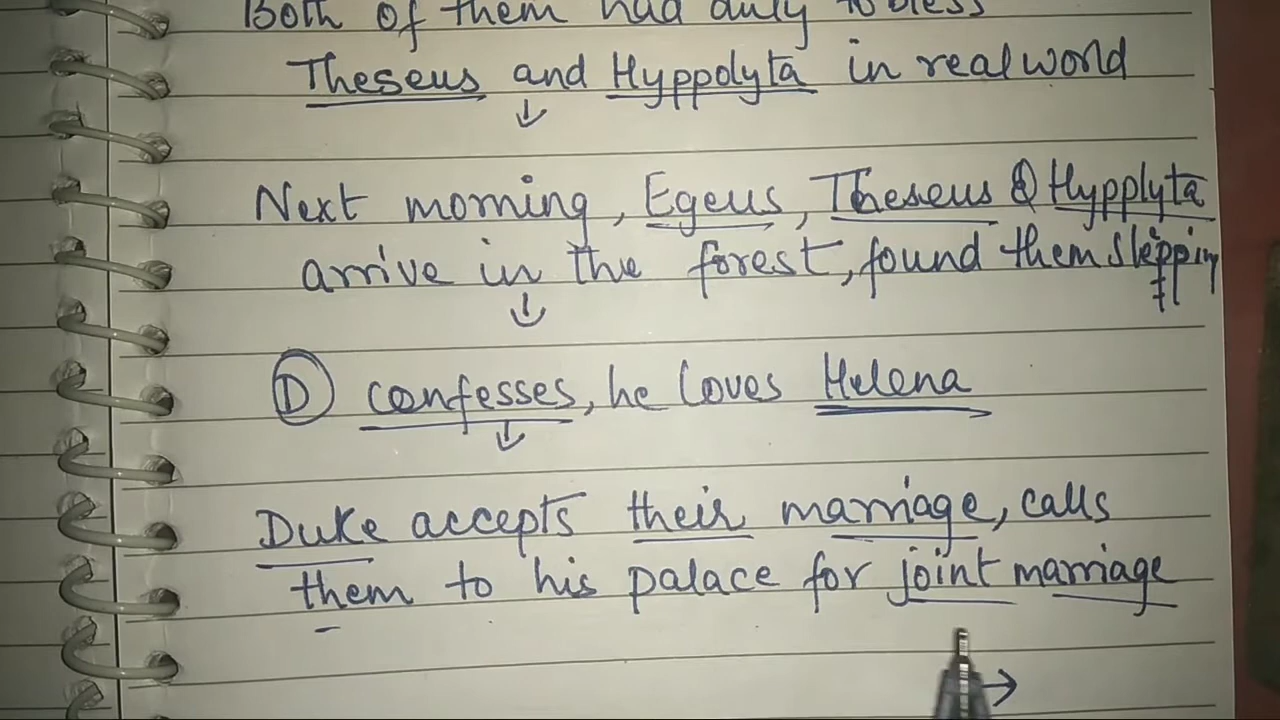 Both of them had duty to bless
Theseus and Hyppolyta in real world
↓
Next morning, Egeus, Theseus & Hypplyta
arrive in the forest, found them slepping
↓
D confesses, he loves Helena
↓
Duke accepts their marriage, calls
them to his palace for joint marriage
→